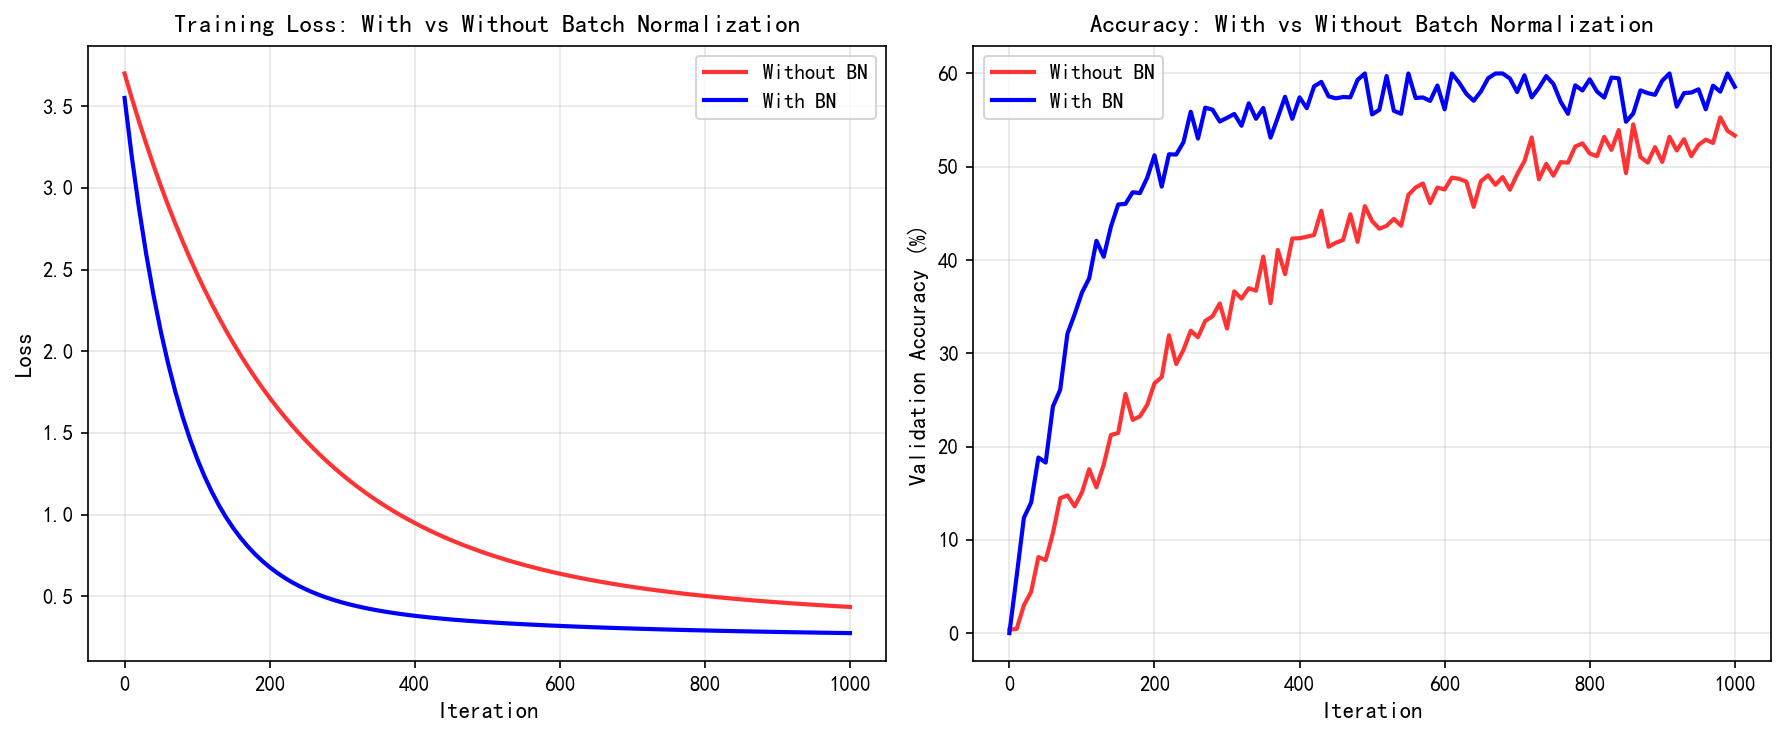 Training Loss: With vs Without Batch Normalization
Without BN
With BN
Loss
3.5
3.0
2.5
2.0
1.5
1.0
0.5
0 200 400 600 800 1000
Iteration
Accuracy: With vs Without Batch Normalization
Without BN
With BN
Validation Accuracy (%)
60
50
40
30
20
10
0
0 200 400 600 800 1000
Iteration